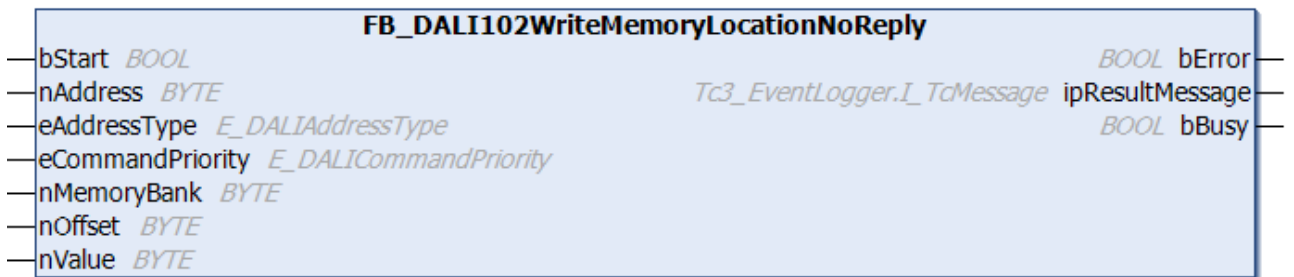 FB_DALI102WriteMemoryLocationNoReply
bStart BOOL BOOL bError
nAddress BYTE Tc3_EventLogger.I_TcMessage ipResultMessage
eAddressType E_DALIAddressType BOOL bBusy
eCommandPriority E_DALICommandPriority
nMemoryBank BYTE
nOffset BYTE
nValue BYTE